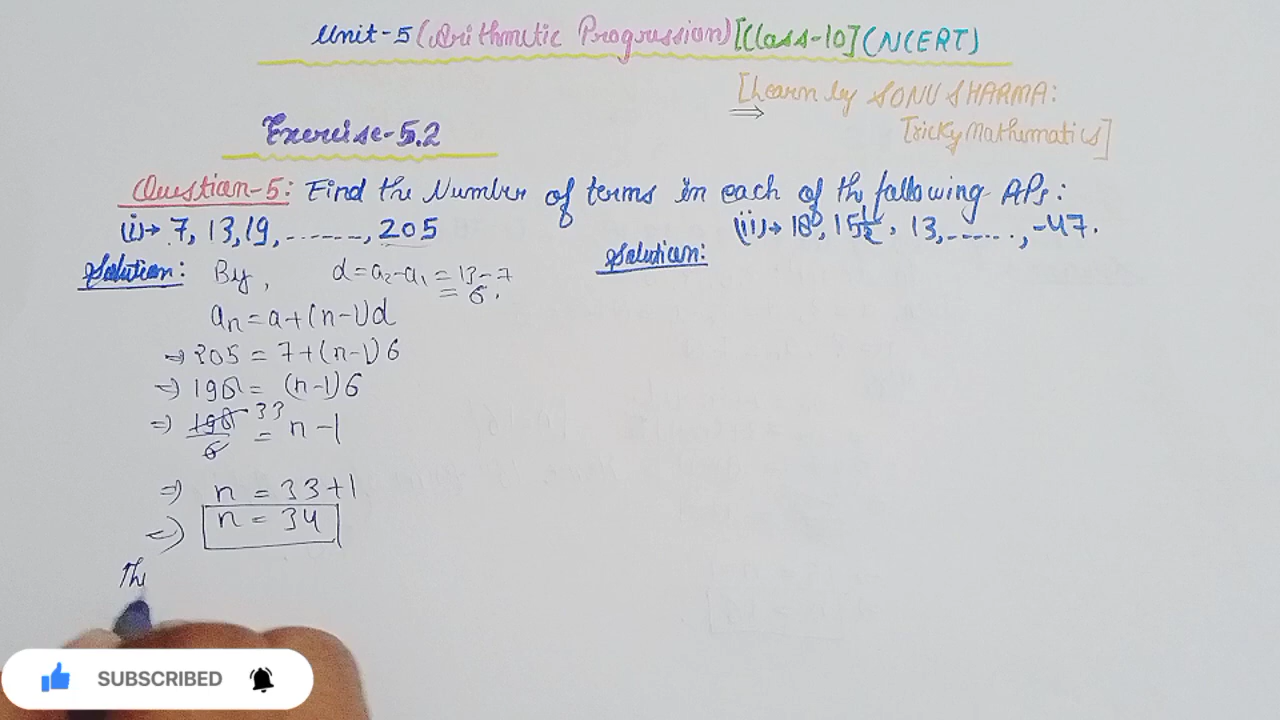 Unit-5 (Arithmetic Progression) [Class-10] (NCERT)
[Learn by SONU SHARMA:
⇒ Tricky Mathematics]
Exercise-5.2
Question-5: Find the Number of terms in each of the following APs:
(i)→ 7, 13, 19, ......., 205 (ii)→ 18, 15½, 13, ......, -47.
Solution: By, d = a₂-a₁ = 13-7 Solution:
= 6.
aₙ = a+(n-1)d
⇒ 205 = 7+(n-1)6
⇒ 198 = (n-1)6
⇒ 198/6 33 = n-1
⇒ n = 33+1
⇒ n = 34
The
SUBSCRIBED